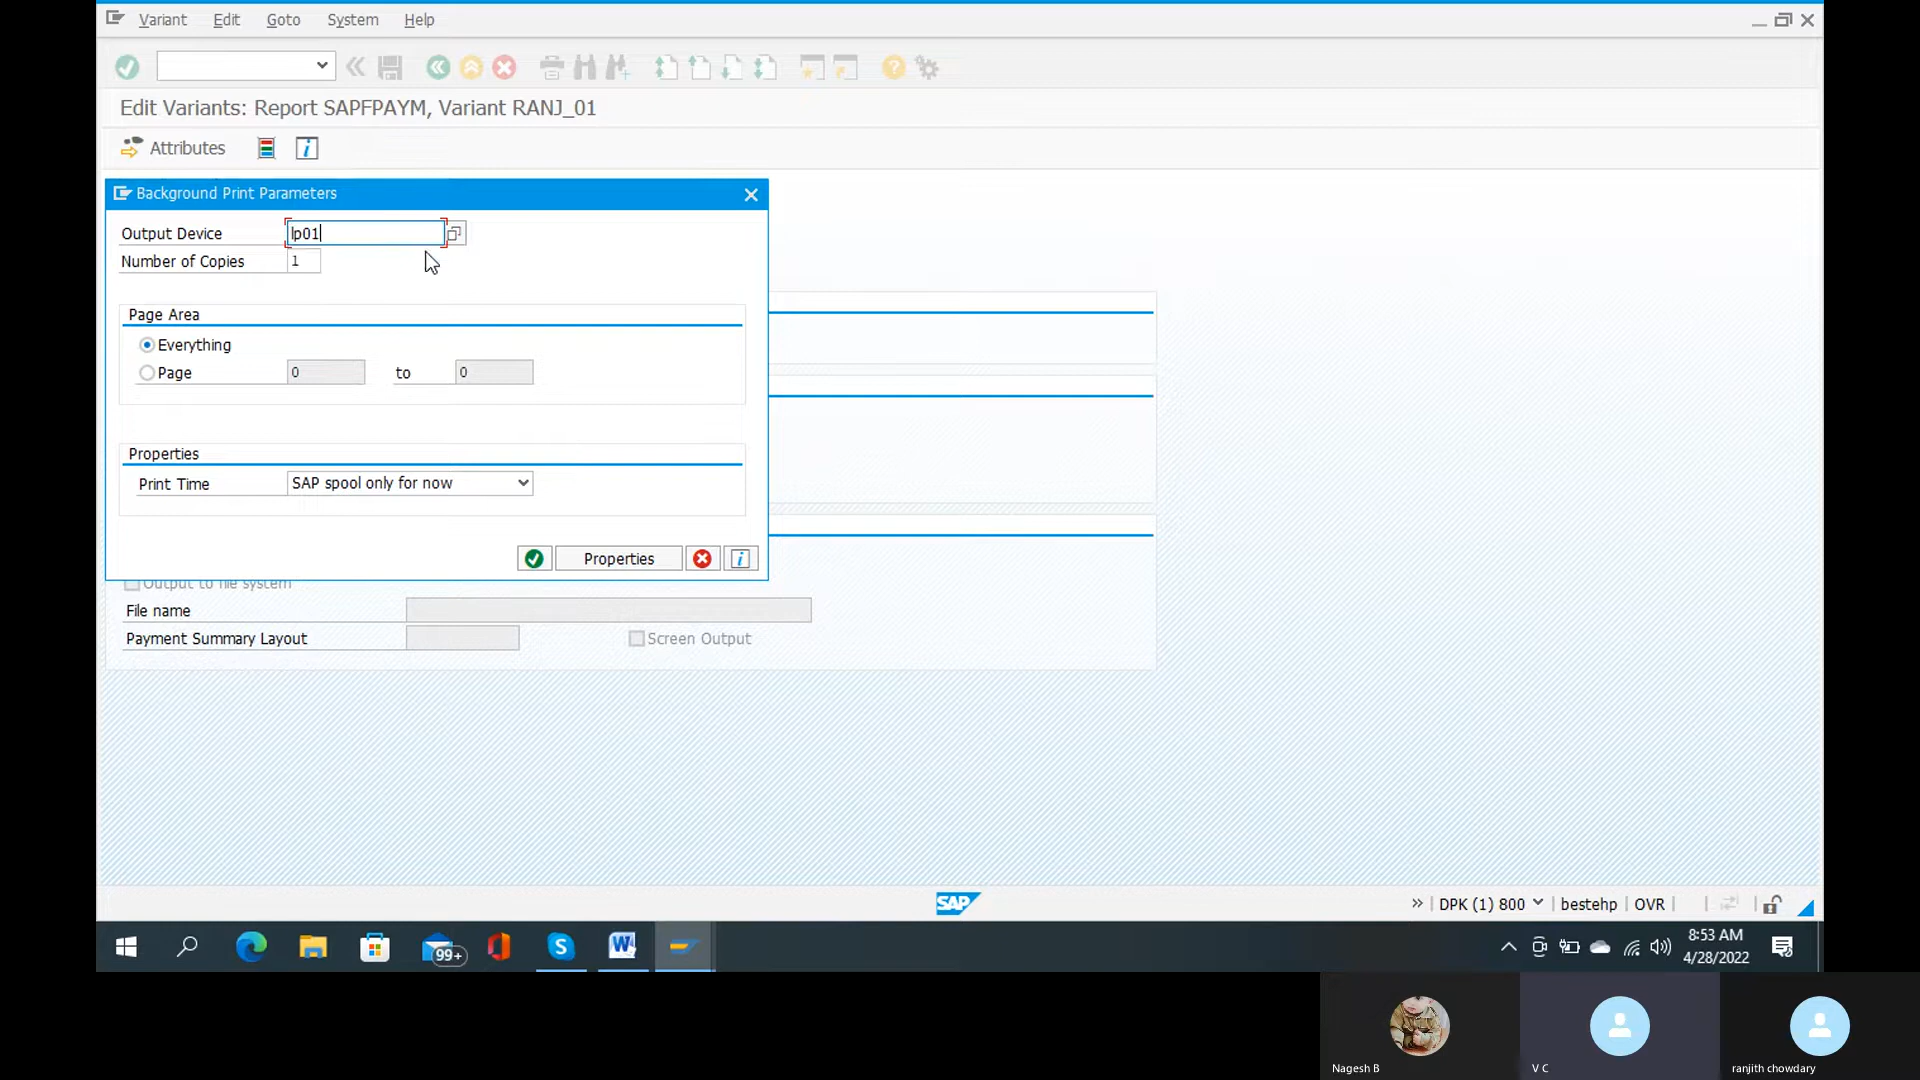 Variant Edit Goto System Help
Edit Variants: Report SAPFPAYM, Variant RANJ_01
Attributes
Background Print Parameters
Output Device lp01
Number of Copies 1
Page Area
Everything
Page 0 to 0
Properties
Print Time SAP spool only for now
Properties
Output to file system
File name
Payment Summary Layout Screen Output
SAP DPK (1) 800 bestehp OVR
99+
8:53 AM
4/28/2022
Nagesh B V C ranjith chowdary